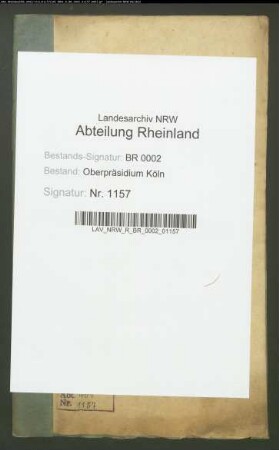 Landesarchiv NRW
Abteilung Rheinland
Bestands-Signatur: BR 0002
Bestand: Oberpräsidium Köln
Signatur: Nr. 1157
LAV_NRW_R_BR_0002_01157